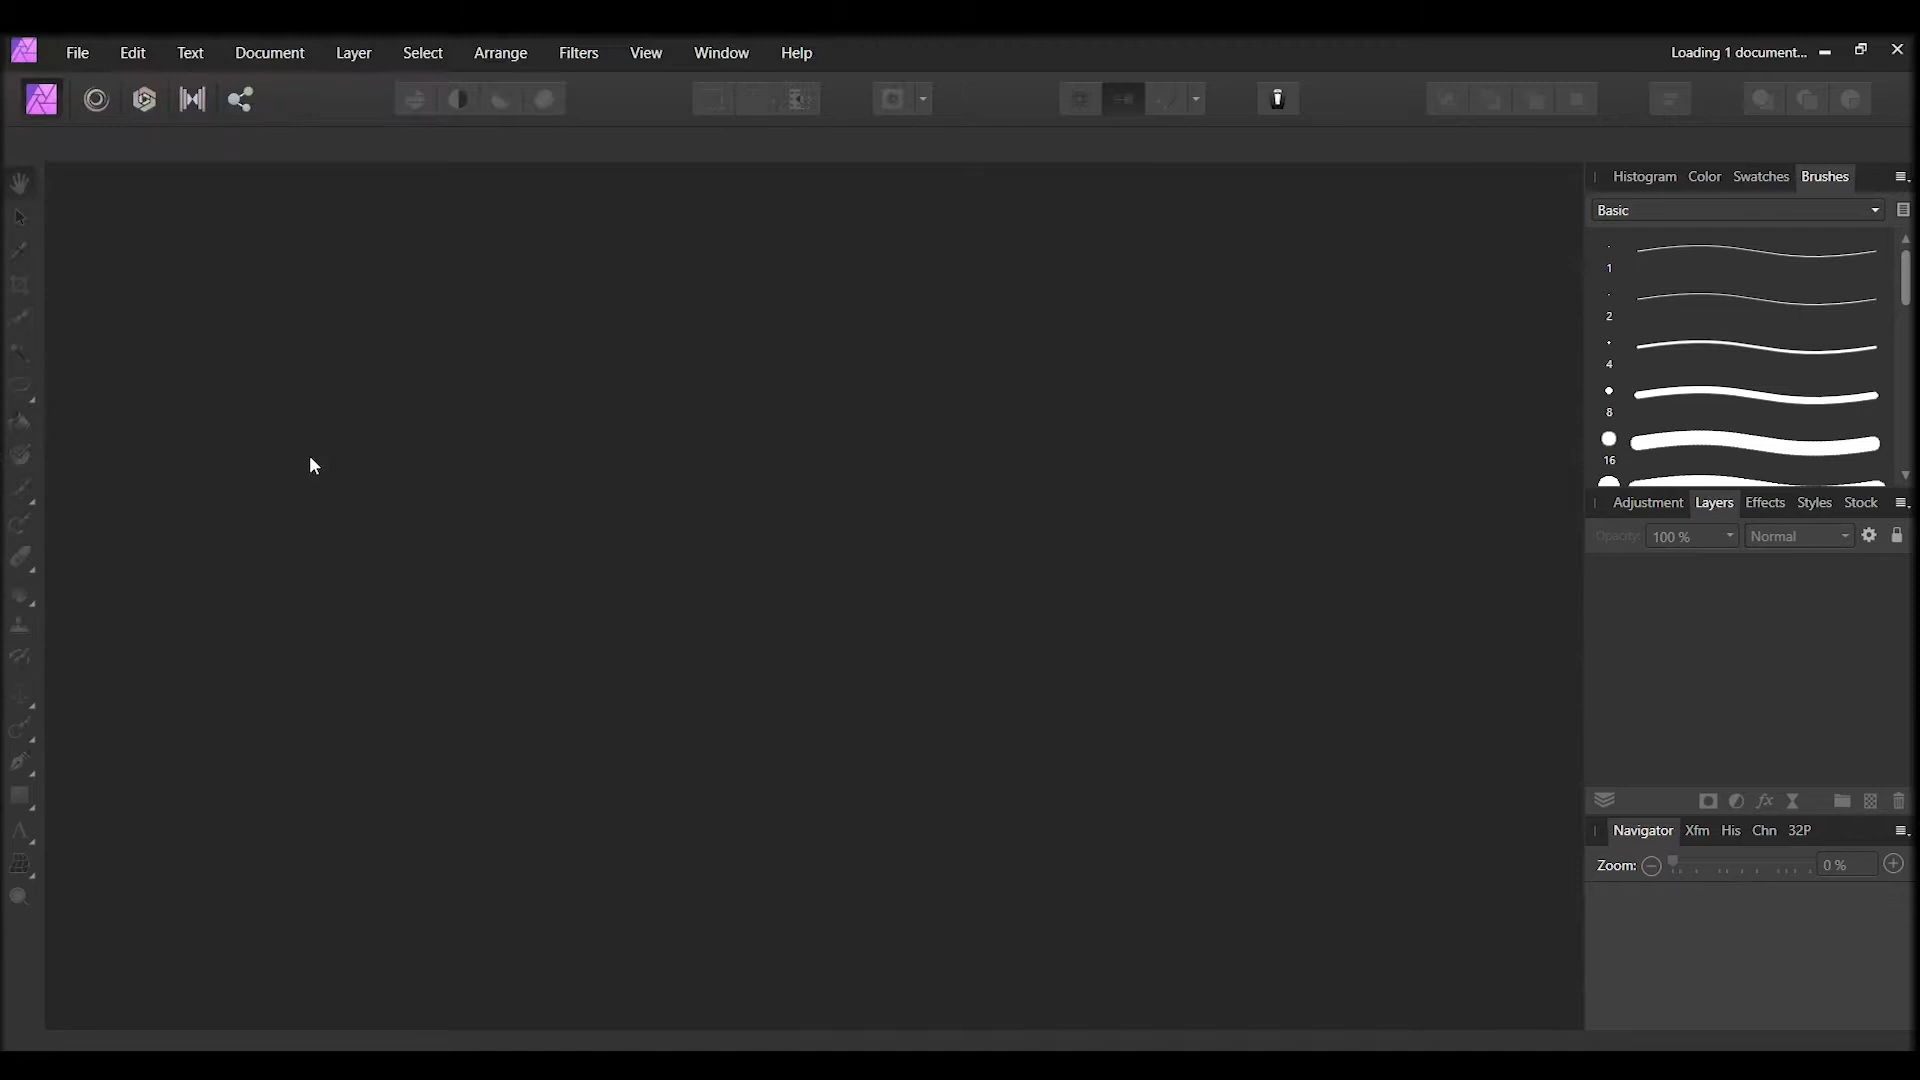 File Edit Text Document Layer Select Arrange Filters View Window Help
Loading 1 document...
Histogram Color Swatches Brushes
Basic
1
2
4
8
16
Adjustment Layers Effects Styles Stock
Opacity: 100 % Normal
Navigator Xfm His Chn 32P
Zoom: 0 %